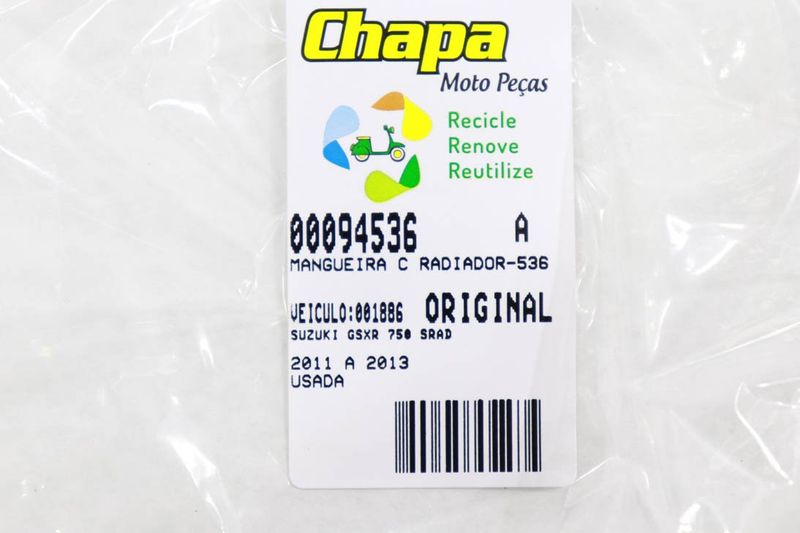 Chapa
Moto Peças
Recicle
Renove
Reutilize
00094536 A
MANGUEIRA C RADIADOR-536
VEICULO:001886 ORIGINAL
SUZUKI GSXR 750 SRAD
2011 A 2013
USADA